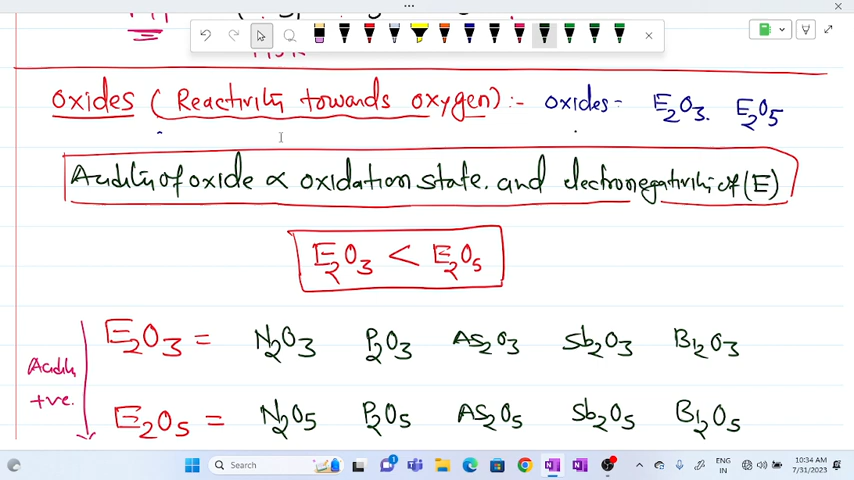 Oxides (Reactivity towards oxygen) :- oxides - E2O3. E2O5
Acidity of oxide ∝ oxidation state. and electronegativity of (E)
E2O3 < E2O5
E2O3 = N2O3 P2O3 As2O3 Sb2O3 Bi2O3
Acidity
+ve.
E2O5 = N2O5 P2O5 As2O5 Sb2O5 Bi2O5
Search
ENG
IN
10:34 AM
7/31/2023